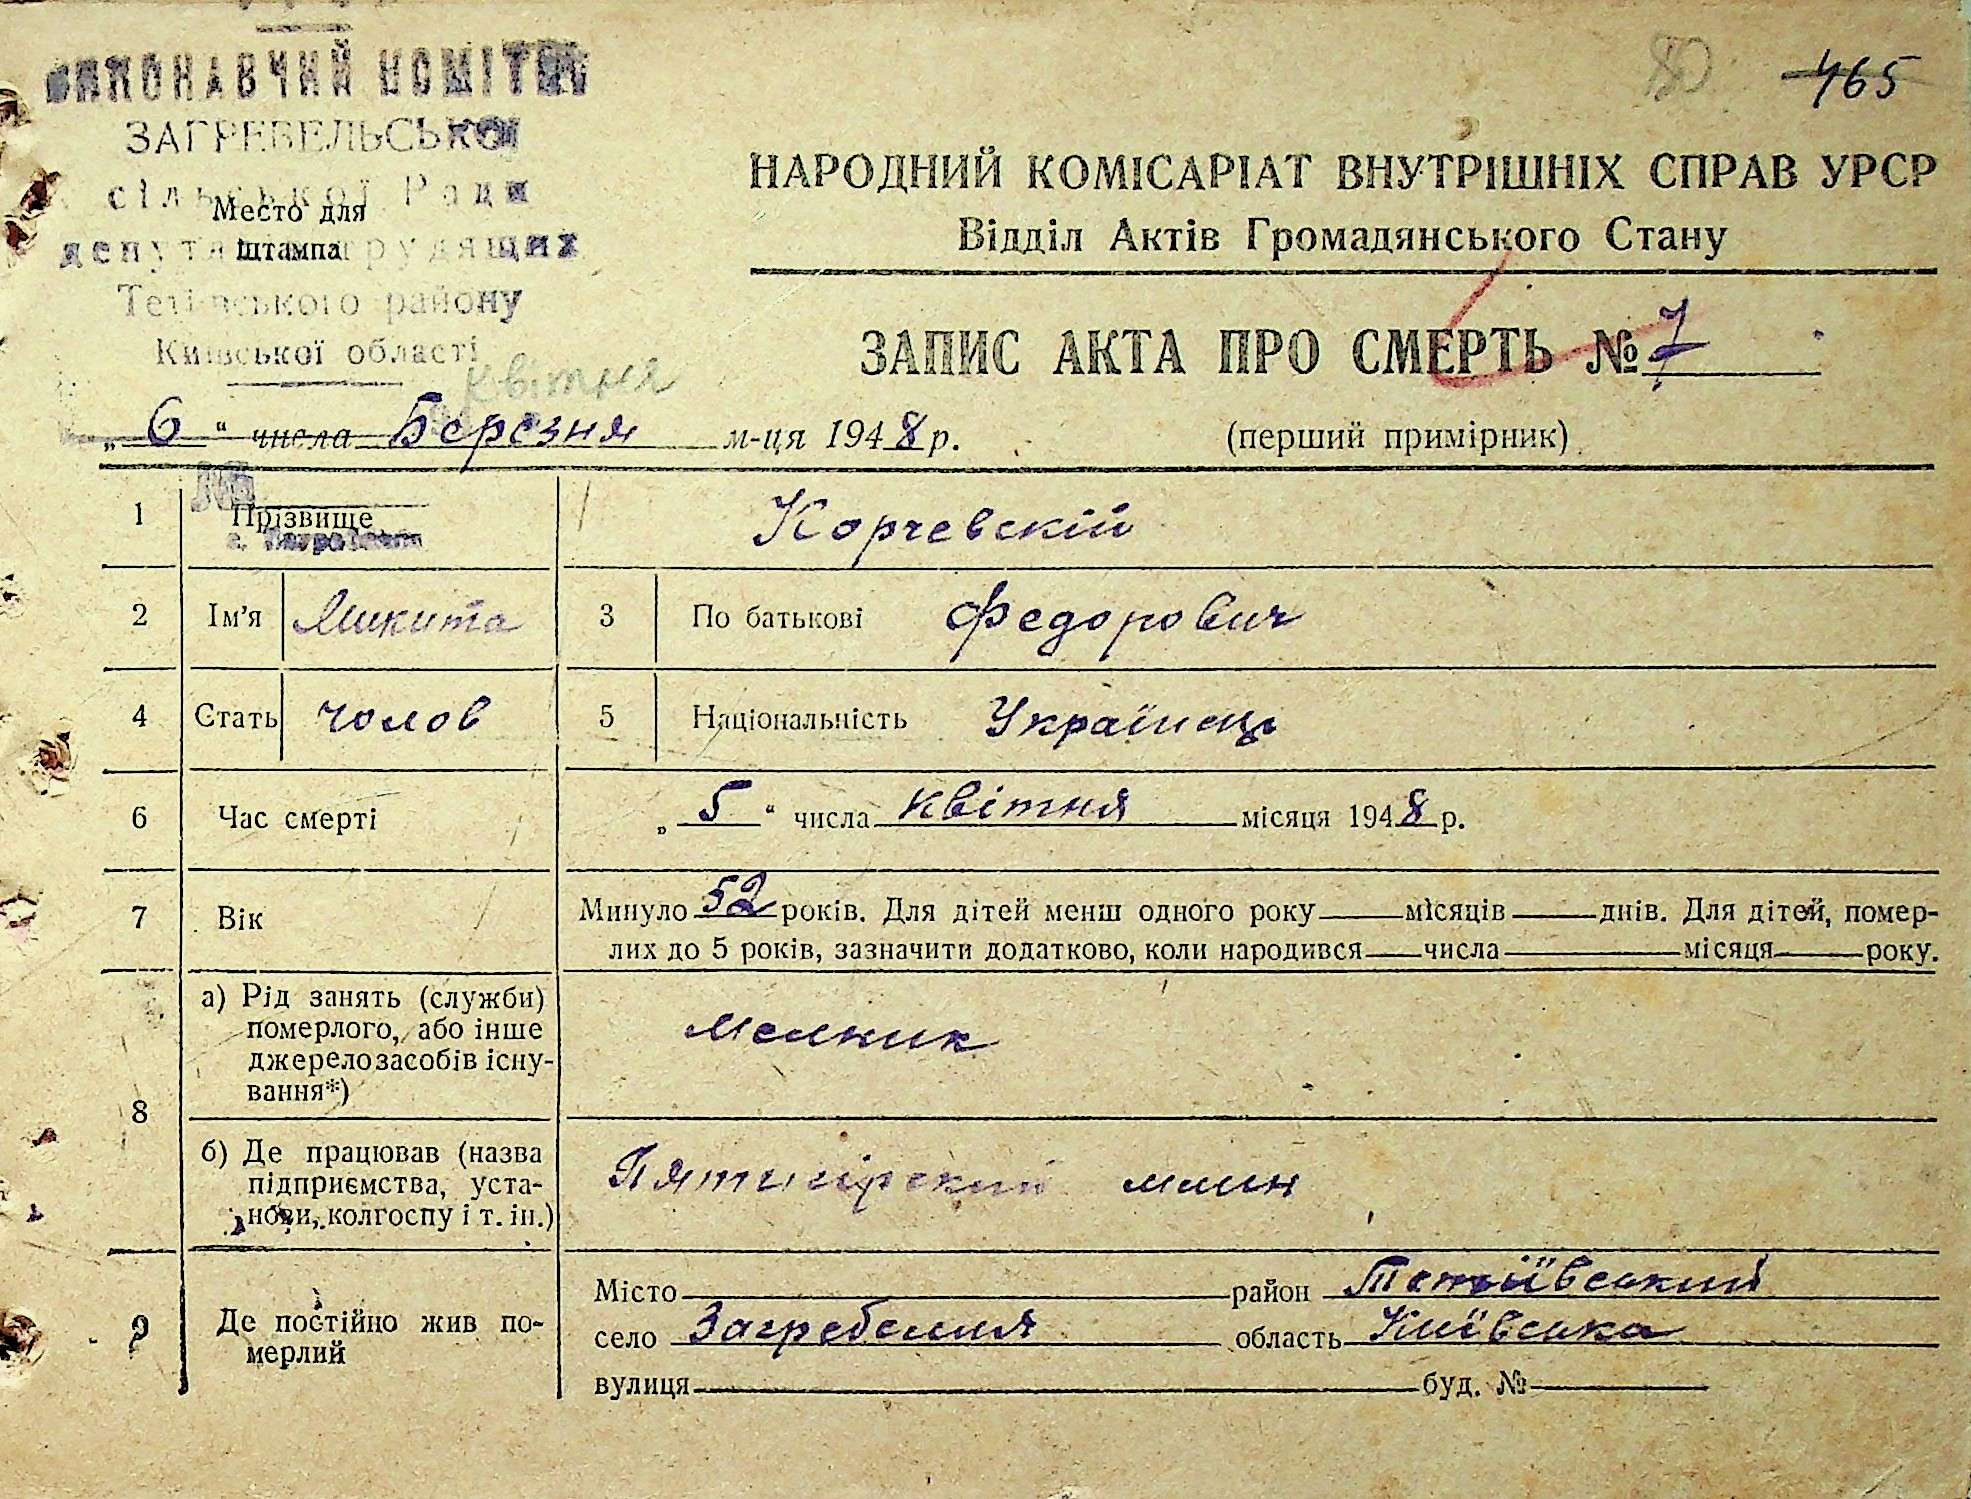 ВИКОНАВЧИЙ КОМІТЕТ
ЗАГРЕБЕЛЬСЬКОЇ
сільської Ради
депутатів трудящих
Тетіївського району
Київської області
Место для
штампа
80
465
НАРОДНИЙ КОМІСАРІАТ ВНУТРІШНІХ СПРАВ УРСР
Відділ Актів Громадянського Стану
ЗАПИС АКТА ПРО СМЕРТЬ № 7
квітня
„6“ числа Березня м-ця 1948 р.
(перший примірник)
№
1 Прізвище Корчевскій
2 Ім’я Микита 3 По батькові Федорович
4 Стать чолов 5 Національність Українець
6 Час смерті „5“ числа квітня місяця 1948 р.
7 Вік Минуло 52 років. Для дітей менш одного року місяців днів. Для дітей, помер-
лих до 5 років, зазначити додатково, коли народився числа місяця року.
8 а) Рід занять (служби)
померлого, або інше
джерело засобів існу-
вання*)
мелник
б) Де працював (назва
підприємства, уста-
нови, колгоспу і т. ін.)
Пятигірский млин
9 Де постійно жив по-
мерлий
Місто район Тетіївський
село Загребелля область Київська
вулиця буд. №